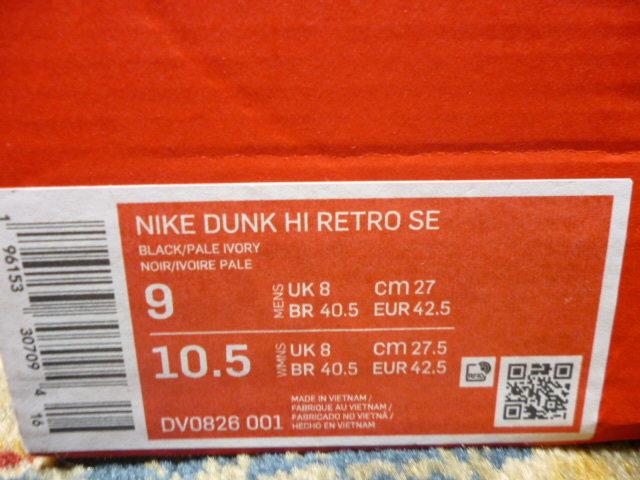 NIKE DUNK HI RETRO SE
BLACK/PALE IVORY
NOIR/IVOIRE PALE
9 MENS UK 8 cm 27
BR 40.5 EUR 42.5
10.5 WMNS UK 8 cm 27.5
BR 40.5 EUR 42.5
DV0826 001
MADE IN VIETNAM/
FABRIQUE AU VIETNAM/
FABRICADO NO VIETNÃ/
HECHO EN VIETNAM
1 96153 30709 4 16